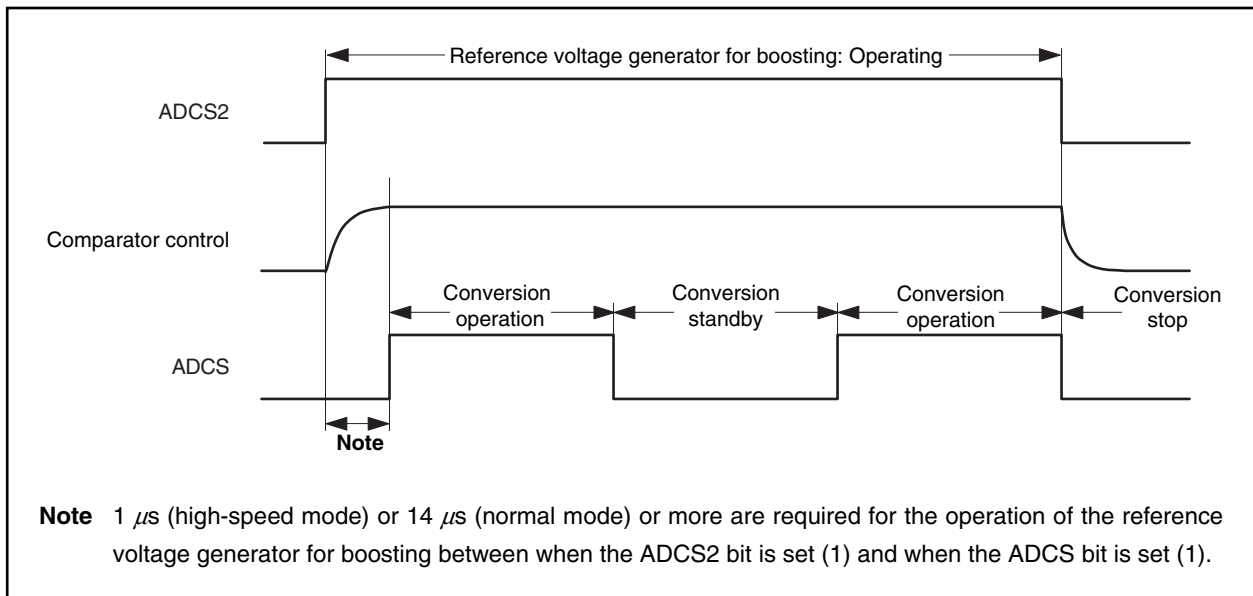 Reference voltage generator for boosting: Operating
ADCS2
Comparator control
Conversion
operation
Conversion
standby
Conversion
operation
Conversion
stop
ADCS
Note
Note 1 μs (high-speed mode) or 14 μs (normal mode) or more are required for the operation of the reference
voltage generator for boosting between when the ADCS2 bit is set (1) and when the ADCS bit is set (1).